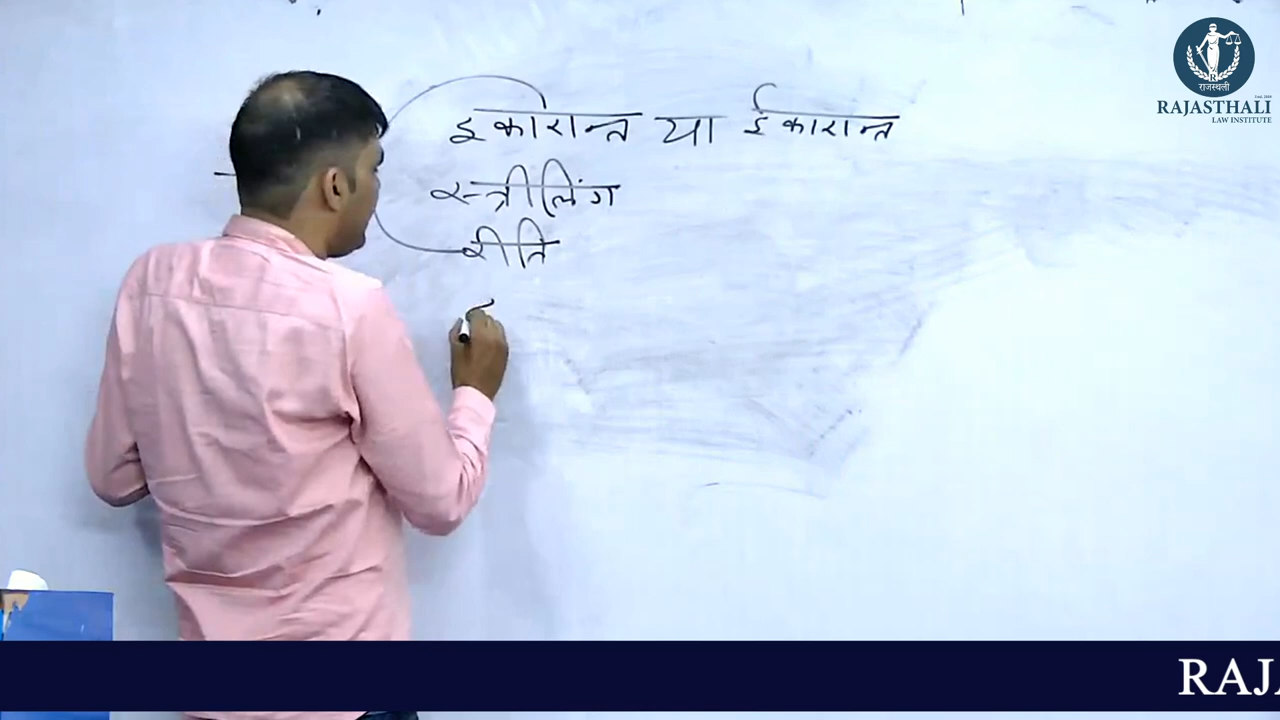 इकारान्त या ईकारान्त
स्त्रीलिंग
रीति
राजस्थली
RAJASTHALI
LAW INSTITUTE
RAJ